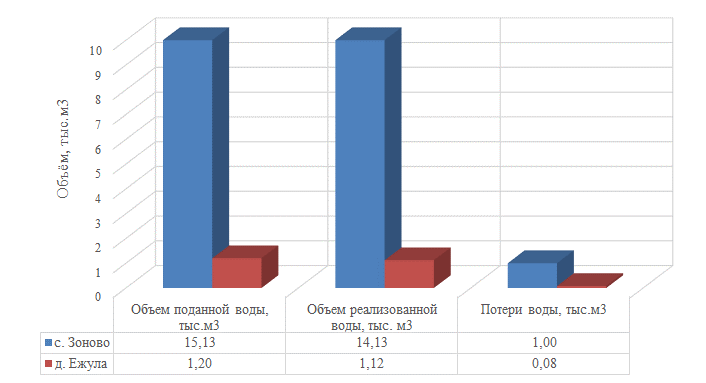 10
9
8
7
6
5
4
3
2
1
0
Объём, тыс.м3
Объем поданной воды,
тыс.м3
Объем реализованной
воды, тыс. м3
Потери воды, тыс.м3
с. Зоново 15,13 14,13 1,00
д. Ежула 1,20 1,12 0,08